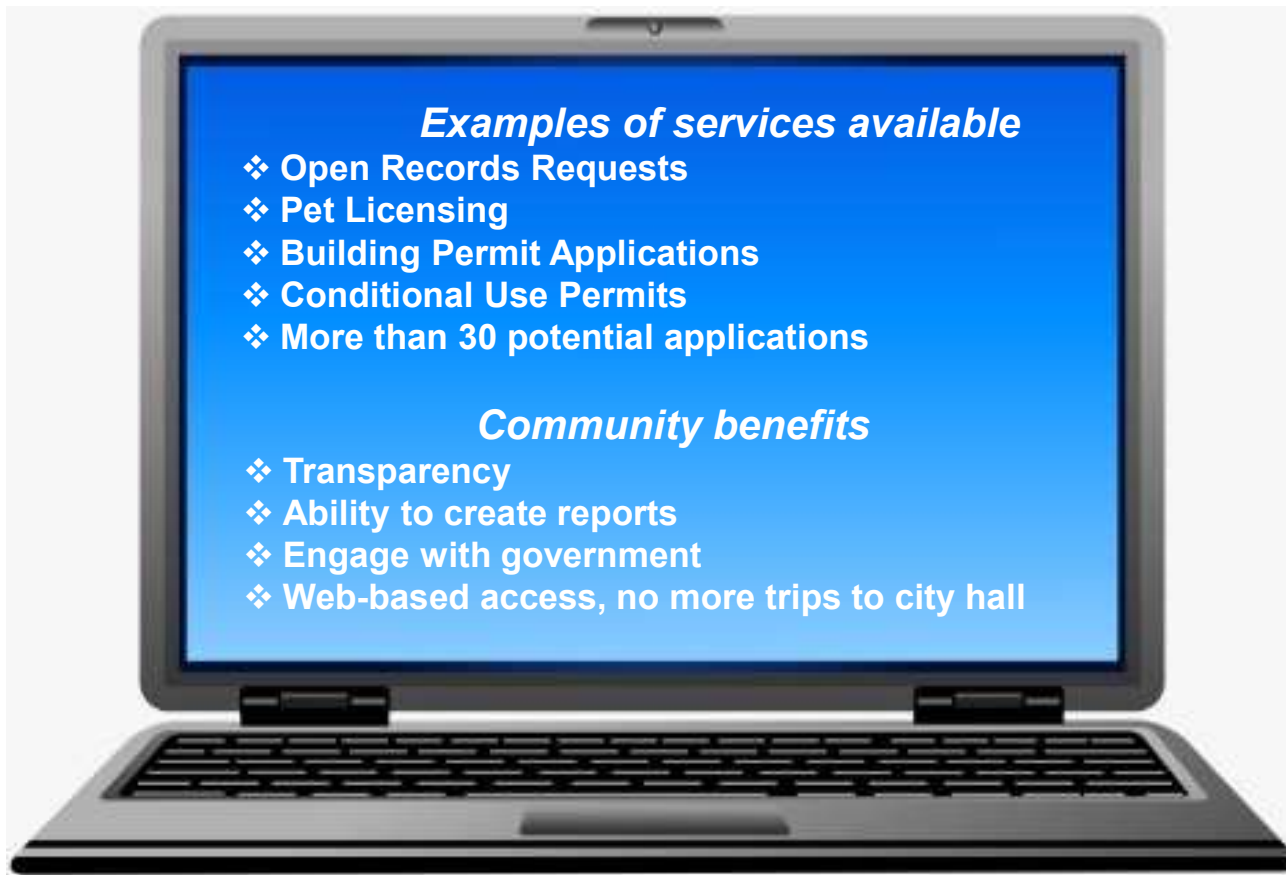 Examples of services available
❖ Open Records Requests
❖ Pet Licensing
❖ Building Permit Applications
❖ Conditional Use Permits
❖ More than 30 potential applications
Community benefits
❖ Transparency
❖ Ability to create reports
❖ Engage with government
❖ Web-based access, no more trips to city hall